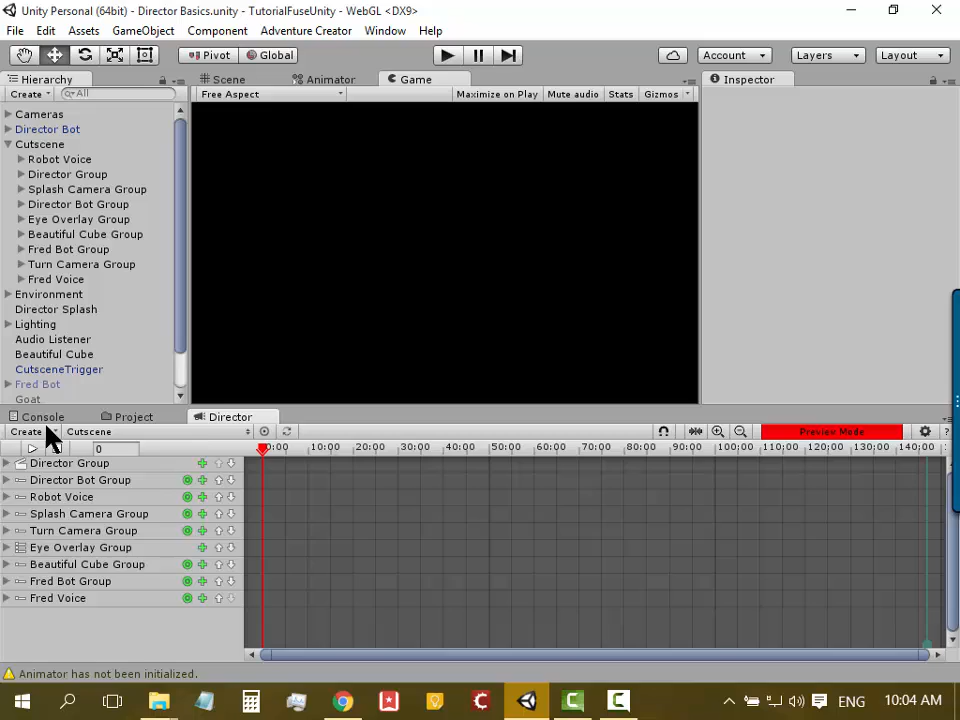 Unity Personal (64bit) - Director Basics.unity - TutorialFuseUnity - WebGL <DX9>
File Edit Assets GameObject Component Adventure Creator Window Help
Pivot Global Account Layers Layout
Hierarchy Scene Animator Game Inspector
Create All Free Aspect Maximize on Play Mute audio Stats Gizmos
Cameras
Director Bot
Cutscene
Robot Voice
Director Group
Splash Camera Group
Director Bot Group
Eye Overlay Group
Beautiful Cube Group
Fred Bot Group
Turn Camera Group
Fred Voice
Environment
Director Splash
Lighting
Audio Listener
Beautiful Cube
CutsceneTrigger
Fred Bot
Goat
Console Project Director
Create Cutscene Preview Mode ?
0 0:00 10:00 20:00 30:00 40:00 50:00 60:00 70:00 80:00 90:00 100:00 110:00 120:00 130:00 140:00
Director Group
Director Bot Group
Robot Voice
Splash Camera Group
Turn Camera Group
Eye Overlay Group
Beautiful Cube Group
Fred Bot Group
Fred Voice
Animator has not been initialized.
ENG 10:04 AM